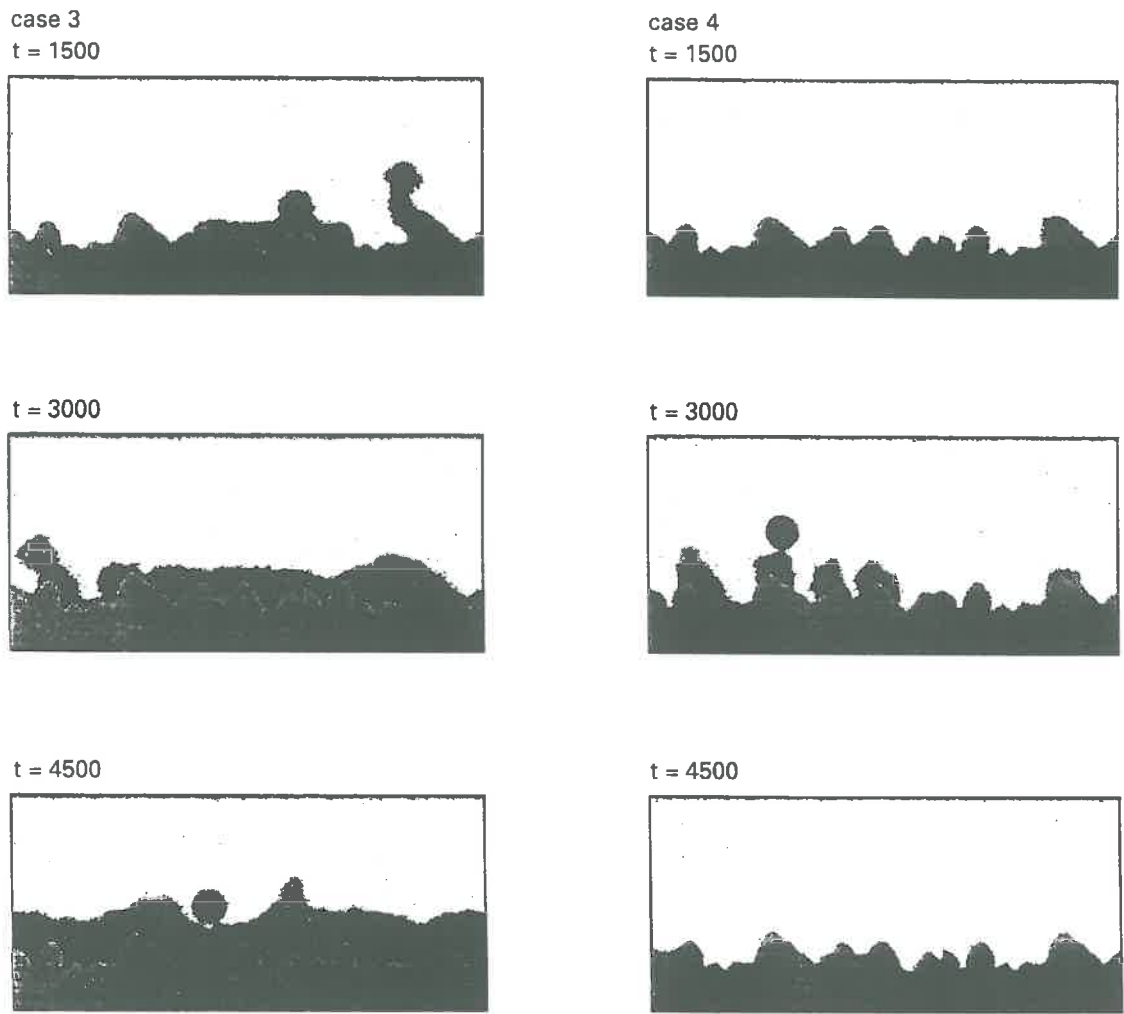 case 3
t = 1500
case 4
t = 1500
t = 3000
t = 3000
t = 4500
t = 4500